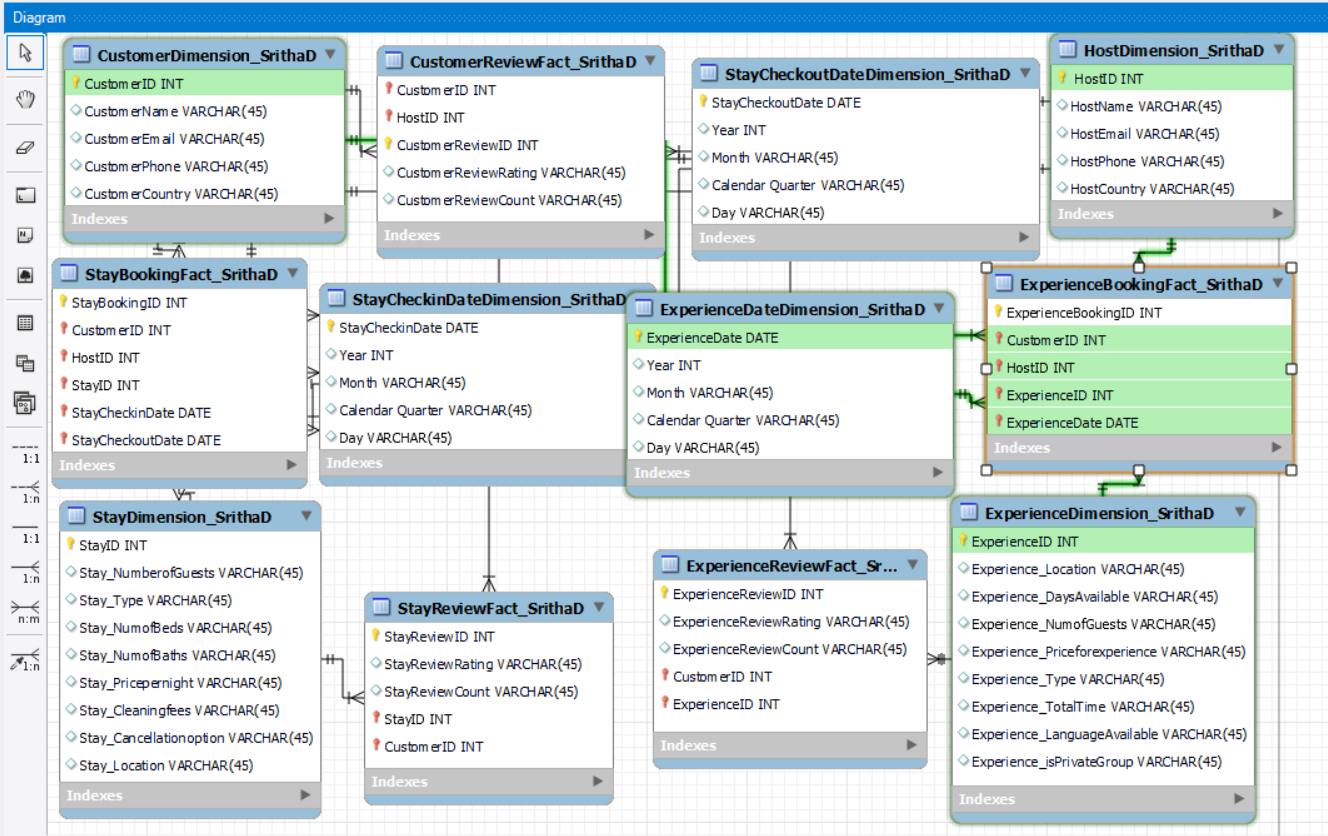 Diagram
CustomerDimension_SrithaD
CustomerID INT
CustomerName VARCHAR(45)
CustomerEmail VARCHAR(45)
CustomerPhone VARCHAR(45)
CustomerCountry VARCHAR(45)
Indexes
CustomerReviewFact_SrithaD
CustomerID INT
HostID INT
CustomerReviewID INT
CustomerReviewRating VARCHAR(45)
CustomerReviewCount VARCHAR(45)
Indexes
StayCheckoutDateDimension_SrithaD
StayCheckoutDate DATE
Year INT
Month VARCHAR(45)
Calendar Quarter VARCHAR(45)
Day VARCHAR(45)
Indexes
HostDimension_SrithaD
HostID INT
HostName VARCHAR(45)
HostEmail VARCHAR(45)
HostPhone VARCHAR(45)
HostCountry VARCHAR(45)
Indexes
StayBookingFact_SrithaD
StayBookingID INT
CustomerID INT
HostID INT
StayID INT
StayCheckinDate DATE
StayCheckoutDate DATE
Indexes
StayCheckinDateDimension_SrithaD
StayCheckinDate DATE
Year INT
Month VARCHAR(45)
Calendar Quarter VARCHAR(45)
Day VARCHAR(45)
Indexes
ExperienceDateDimension_SrithaD
ExperienceDate DATE
Year INT
Month VARCHAR(45)
Calendar Quarter VARCHAR(45)
Day VARCHAR(45)
Indexes
ExperienceBookingFact_SrithaD
ExperienceBookingID INT
CustomerID INT
HostID INT
ExperienceID INT
ExperienceDate DATE
Indexes
StayDimension_SrithaD
StayID INT
Stay_NumberofGuests VARCHAR(45)
Stay_Type VARCHAR(45)
Stay_NumofBeds VARCHAR(45)
Stay_NumofBaths VARCHAR(45)
Stay_Pricepernight VARCHAR(45)
Stay_Cleaningfees VARCHAR(45)
Stay_Cancellationoption VARCHAR(45)
Stay_Location VARCHAR(45)
Indexes
StayReviewFact_SrithaD
StayReviewID INT
StayReviewRating VARCHAR(45)
StayReviewCount VARCHAR(45)
StayID INT
CustomerID INT
Indexes
ExperienceReviewFact_Sr...
ExperienceReviewID INT
ExperienceReviewRating VARCHAR(45)
ExperienceReviewCount VARCHAR(45)
CustomerID INT
ExperienceID INT
Indexes
ExperienceDimension_SrithaD
ExperienceID INT
Experience_Location VARCHAR(45)
Experience_DaysAvailable VARCHAR(45)
Experience_NumofGuests VARCHAR(45)
Experience_Priceforexperience VARCHAR(45)
Experience_Type VARCHAR(45)
Experience_TotalTime VARCHAR(45)
Experience_LanguageAvailable VARCHAR(45)
Experience_isPrivateGroup VARCHAR(45)
Indexes
1:1
1:n
1:1
1:n
n:m
1:n